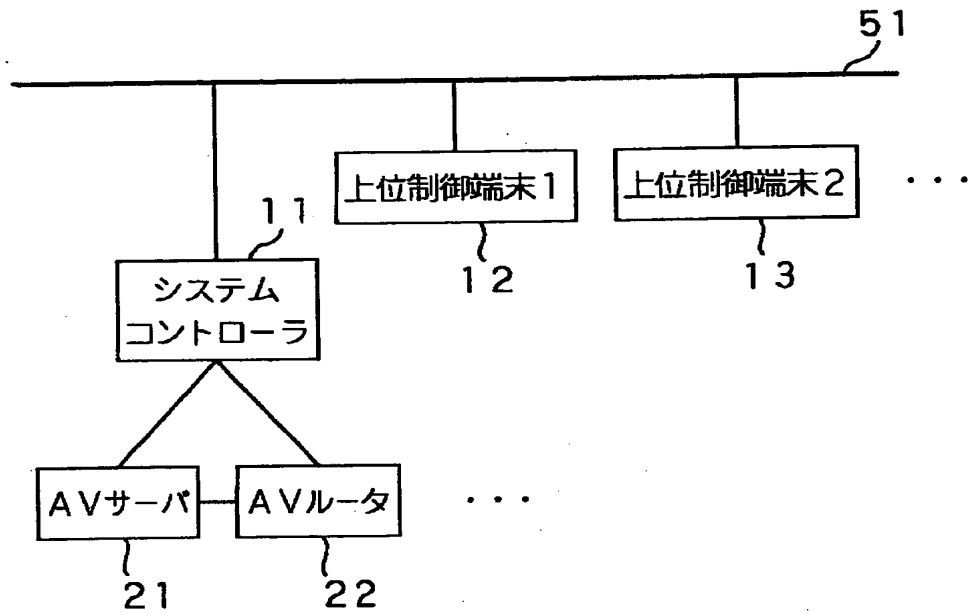 51
上位制御端末1
上位制御端末2
・・・
11
12
13
システム
コントローラ
AVサーバ
AVルータ
・・・
21
22